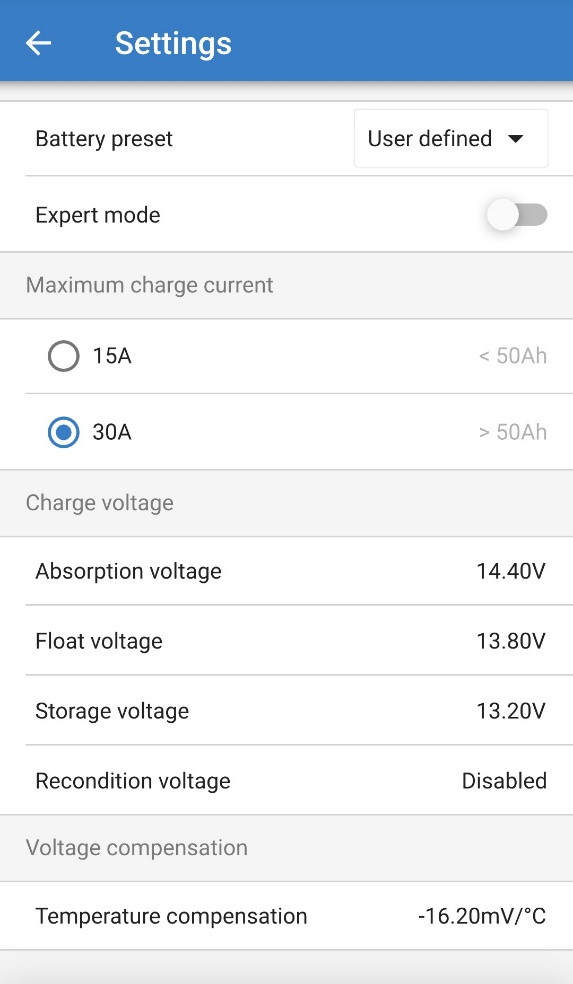 Settings
Battery preset User defined
Expert mode
Maximum charge current
15A < 50Ah
30A > 50Ah
Charge voltage
Absorption voltage 14.40V
Float voltage 13.80V
Storage voltage 13.20V
Recondition voltage Disabled
Voltage compensation
Temperature compensation -16.20mV/°C